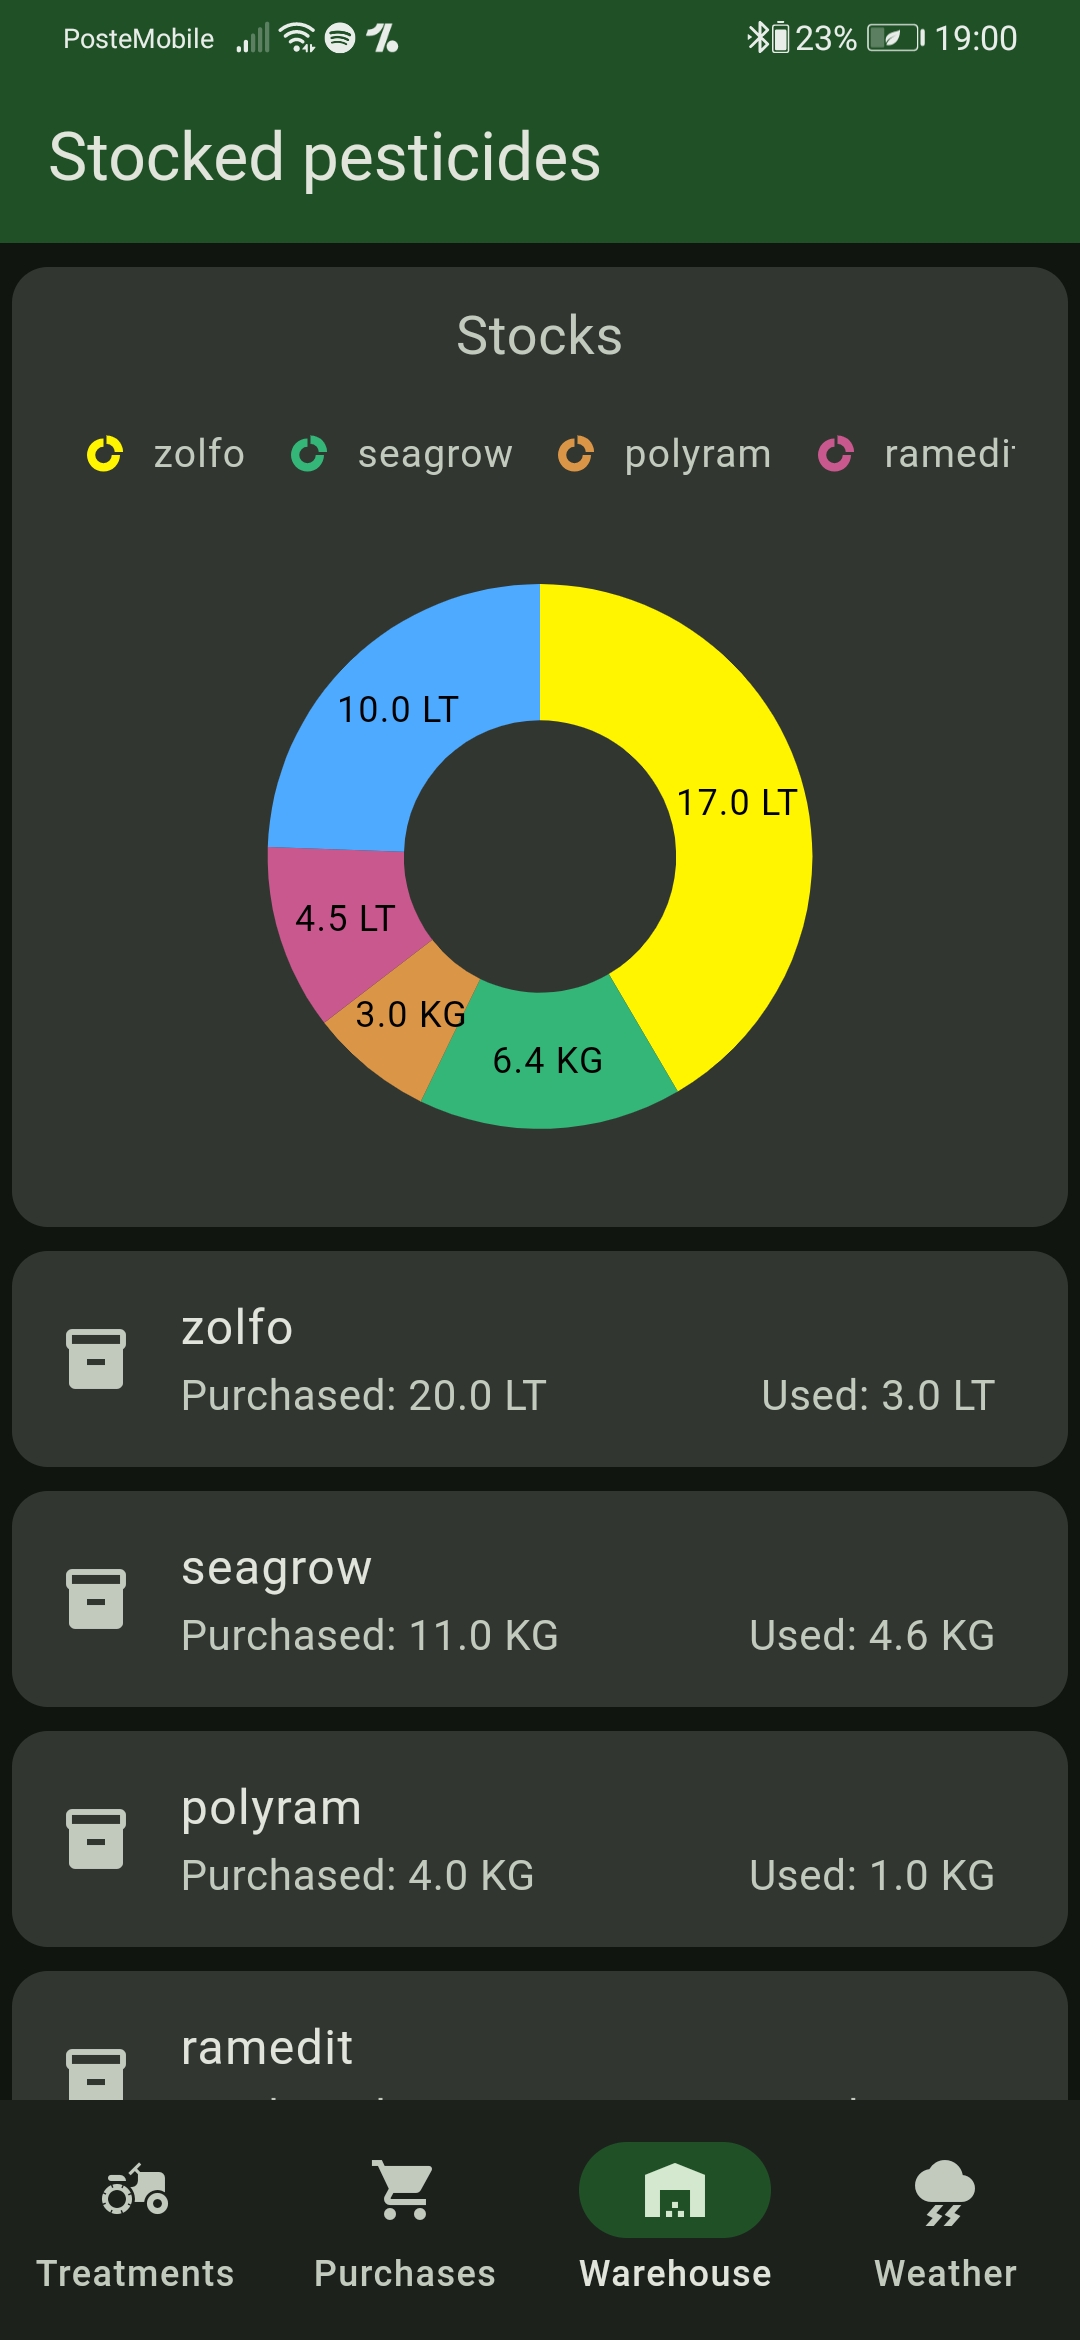 PosteMobile 23% 19:00
Stocked pesticides
Stocks
zolfo seagrow polyram
10.0 LT
17.0 LT
4.5 LT
3.0 KG
6.4 KG
zolfo
Purchased: 20.0 LT Used: 3.0 LT
seagrow
Purchased: 11.0 KG Used: 4.6 KG
polyram
Purchased: 4.0 KG Used: 1.0 KG
ramedit
Treatments Purchases Warehouse Weather